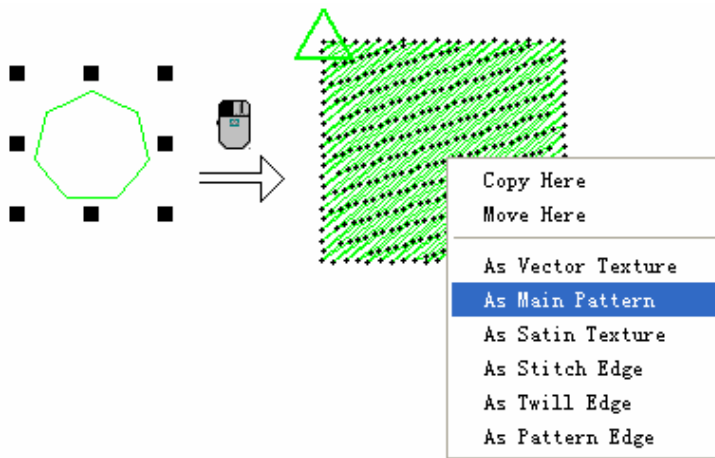 Copy Here
Move Here
As Vector Texture
As Main Pattern
As Satin Texture
As Stitch Edge
As Twill Edge
As Pattern Edge